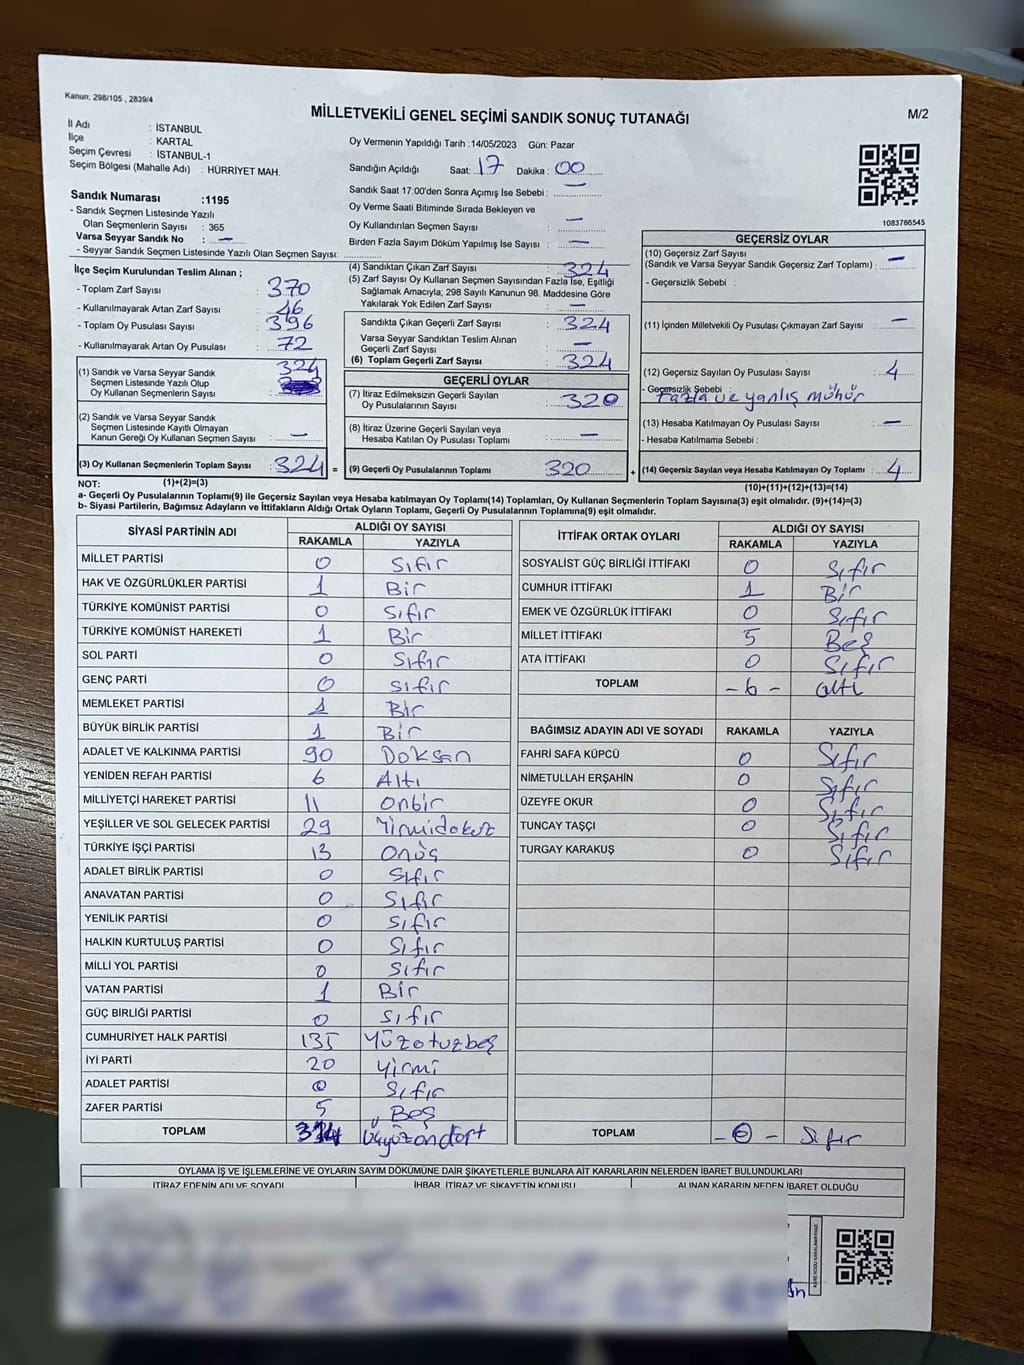 Kanun: 298/105 , 2839/4
MİLLETVEKİLİ GENEL SEÇİMİ SANDIK SONUÇ TUTANAĞI
M/2
İl Adı : İSTANBUL
İlçe : KARTAL
Seçim Çevresi : İSTANBUL-1
Seçim Bölgesi (Mahalle Adı) : HÜRRİYET MAH.
Sandık Numarası :1195
- Sandık Seçmen Listesinde Yazılı
Olan Seçmenlerin Sayısı : 365
Varsa Seyyar Sandık No : —
- Seyyar Sandık Seçmen Listesinde Yazılı Olan Seçmen Sayısı:
Oy Vermenin Yapıldığı Tarih :14/05/2023 Gün: Pazar
Sandığın Açıldığı Saat: 17 Dakika : 00
Sandık Saat 17:00'den Sonra Açımış İse Sebebi : —
Oy Verme Saati Bitiminde Sırada Bekleyen ve
Oy Kullandırılan Seçmen Sayısı : —
Birden Fazla Sayım Döküm Yapılmış İse Sayısı : —
1083786545
İlçe Seçim Kurulundan Teslim Alınan ;
- Toplam Zarf Sayısı : 370
- Kullanılmayarak Artan Zarf Sayısı : 46
- Toplam Oy Pusulası Sayısı : 396
- Kullanılmayarak Artan Oy Pusulası : 72
(1) Sandık ve Varsa Seyyar Sandık
Seçmen Listesinde Yazılı Olup
Oy Kullanan Seçmenlerin Sayısı : 324
(2) Sandık ve Varsa Seyyar Sandık
Seçmen Listesinde Kayıtlı Olmayan
Kanun Gereği Oy Kullanan Seçmen Sayısı : —
(3) Oy Kullanan Seçmenlerin Toplam Sayısı : 324 =
(1)+(2)=(3)
(4) Sandıktan Çıkan Zarf Sayısı : 324
(5) Zarf Sayısı Oy Kullanan Seçmen Sayısından Fazla İse, Eşitliği
Sağlamak Amacıyla; 298 Sayılı Kanunun 98. Maddesine Göre
Yakılarak Yok Edilen Zarf Sayısı : —
Sandıkta Çıkan Geçerli Zarf Sayısı : 324
Varsa Seyyar Sandıktan Teslim Alınan
Geçerli Zarf Sayısı : —
(6) Toplam Geçerli Zarf Sayısı : 324
GEÇERLİ OYLAR
(7) İtiraz Edilmeksizin Geçerli Sayılan
Oy Pusulalarının Sayısı : 320
(8) İtiraz Üzerine Geçerli Sayılan veya
Hesaba Katılan Oy Pusulası Toplamı : —
(9) Geçerli Oy Pusulalarının Toplamı 320 +
GEÇERSİZ OYLAR
(10) Geçersiz Zarf Sayısı
(Sandık ve Varsa Seyyar Sandık Geçersiz Zarf Toplamı) : —
- Geçersizlik Sebebi :
(11) İçinden Milletvekili Oy Pusulası Çıkmayan Zarf Sayısı : —
(12) Geçersiz Sayılan Oy Pusulası Sayısı : 4
- Geçersizlik Sebebi : Fazla ve yanlış mühür
(13) Hesaba Katılmayan Oy Pusulası Sayısı : —
- Hesaba Katılmama Sebebi :
(14) Geçersiz Sayılan veya Hesaba Katılmayan Oy Toplamı : 4
(10)+(11)+(12)+(13)=(14)
NOT:
a- Geçerli Oy Pusulalarının Toplamı(9) ile Geçersiz Sayılan veya Hesaba katılmayan Oy Toplamı(14) Toplamları, Oy Kullanan Seçmenlerin Toplam Sayısına(3) eşit olmalıdır. (9)+(14)=(3)
b- Siyasi Partilerin, Bağımsız Adayların ve İttifakların Aldığı Ortak Oyların Toplamı, Geçerli Oy Pusulalarının Toplamına(9) eşit olmalıdır.
SİYASİ PARTİNİN ADI ALDIĞI OY SAYISI
RAKAMLA YAZIYLA
MİLLET PARTİSİ 0 Sıfır
HAK VE ÖZGÜRLÜKLER PARTİSİ 1 Bir
TÜRKİYE KOMÜNİST PARTİSİ 0 Sıfır
TÜRKİYE KOMÜNİST HAREKETİ 1 Bir
SOL PARTİ 0 Sıfır
GENÇ PARTİ 0 sıfır
MEMLEKET PARTİSİ 1 Bir
BÜYÜK BİRLİK PARTİSİ 1 Bir
ADALET VE KALKINMA PARTİSİ 90 Doksan
YENİDEN REFAH PARTİSİ 6 Altı
MİLLİYETÇİ HAREKET PARTİSİ 11 Onbir
YEŞİLLER VE SOL GELECEK PARTİSİ 29 Yirmidokuz
TÜRKİYE İŞÇİ PARTİSİ 13 Onüç
ADALET BİRLİK PARTİSİ 0 Sıfır
ANAVATAN PARTİSİ 0 Sıfır
YENİLİK PARTİSİ 0 Sıfır
HALKIN KURTULUŞ PARTİSİ 0 Sıfır
MİLLİ YOL PARTİSİ 0 Sıfır
VATAN PARTİSİ 1 Bir
GÜÇ BİRLİĞİ PARTİSİ 0 Sıfır
CUMHURİYET HALK PARTİSİ 135 Yüzotuzbeş
İYİ PARTİ 20 Yirmi
ADALET PARTİSİ 0 Sıfır
ZAFER PARTİSİ 5 Beş
TOPLAM 314 Üçyüzondört
İTTİFAK ORTAK OYLARI ALDIĞI OY SAYISI
RAKAMLA YAZIYLA
SOSYALİST GÜÇ BİRLİĞİ İTTİFAKI 0 Sıfır
CUMHUR İTTİFAKI 1 Bir
EMEK VE ÖZGÜRLÜK İTTİFAKI 0 Sıfır
MİLLET İTTİFAKI 5 Beş
ATA İTTİFAKI 0 Sıfır
TOPLAM -6- altı
BAĞIMSIZ ADAYIN ADI VE SOYADI RAKAMLA YAZIYLA
FAHRİ SAFA KÜPCÜ 0 Sıfır
NİMETULLAH ERŞAHİN 0 Sıfır
ÜZEYFE OKUR 0 Sıfır
TUNCAY TAŞÇI 0 Sıfır
TURGAY KARAKUŞ 0 Sıfır
TOPLAM -0- Sıfır
OYLAMA İŞ VE İŞLEMLERİNE VE OYLARIN SAYIM DÖKÜMÜNE DAİR ŞİKAYETLERLE BUNLARA AİT KARARLARIN NELERDEN İBARET BULUNDUKLARI
İTİRAZ EDENİN ADI VE SOYADI İHBAR, İTİRAZ VE ŞİKAYETİN KONUSU ALINAN KARARIN NEDEN İBARET OLDUĞU